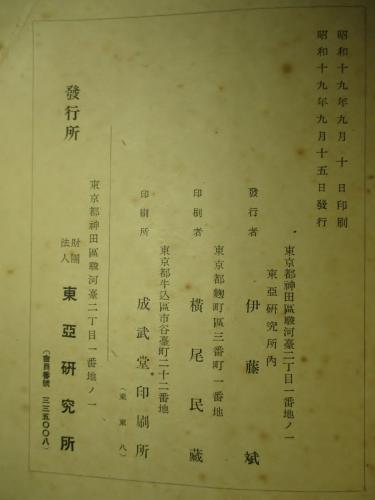 昭和十九年九月 十 日印刷
昭和十九年九月十五日發行
東京都神田區駿河臺二丁目一番地ノ一
東亞研究所內
發行者 伊藤 斌
東京都麴町區三番町一番地
印刷者 橫尾民藏
東京都牛込區市谷臺町二十二番地
印刷所 成武堂印刷所
(東東八)
東京都神田區駿河臺二丁目一番地ノ一
發行所 財團法人 東亞研究所
(會員番號 三三五〇〇八)